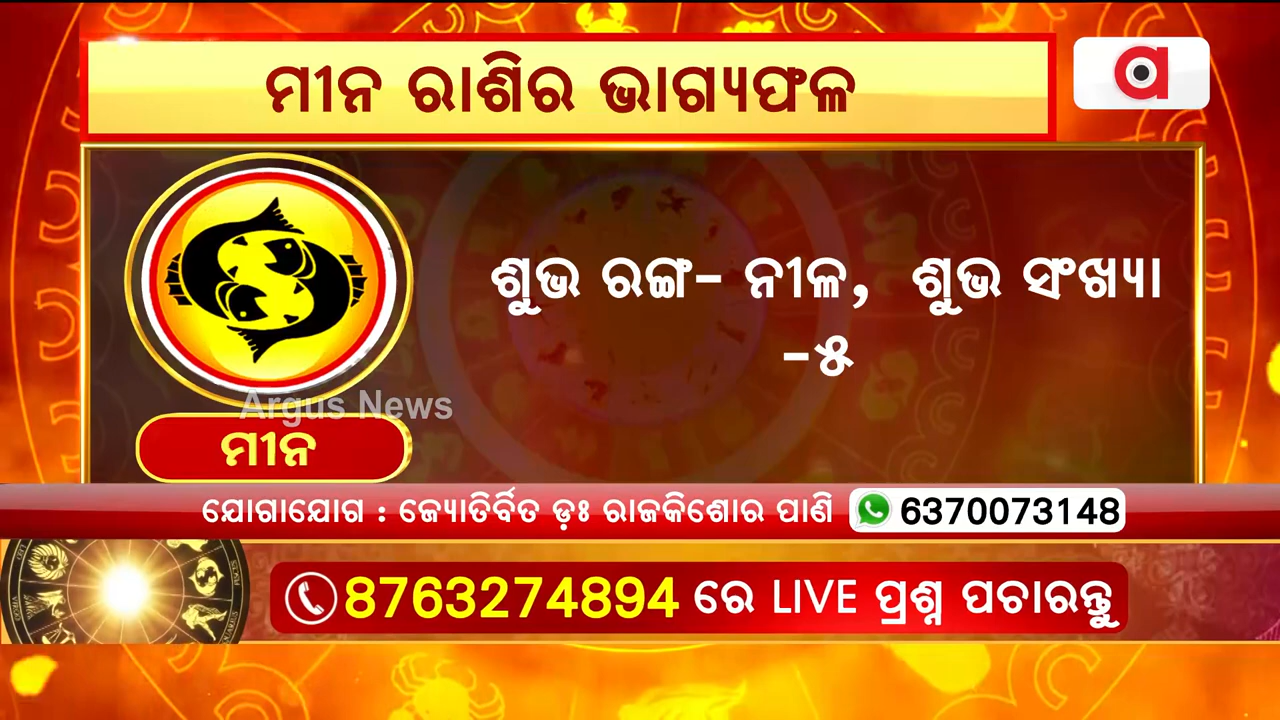 ମୀନ ରାଶିର ଭାଗ୍ୟଫଳ
a
ଶୁଭ ରଙ୍ଗ- ନୀଳ, ଶୁଭ ସଂଖ୍ୟା
-୫
Argus News
ମୀନ
ଯୋଗାଯୋଗ : ଜ୍ୟୋତିର୍ବିତ ଡ଼ଃ ରାଜକିଶୋର ପାଣି 6370073148
8763274894 ରେ LIVE ପ୍ରଶ୍ନ ପଚାରନ୍ତୁ